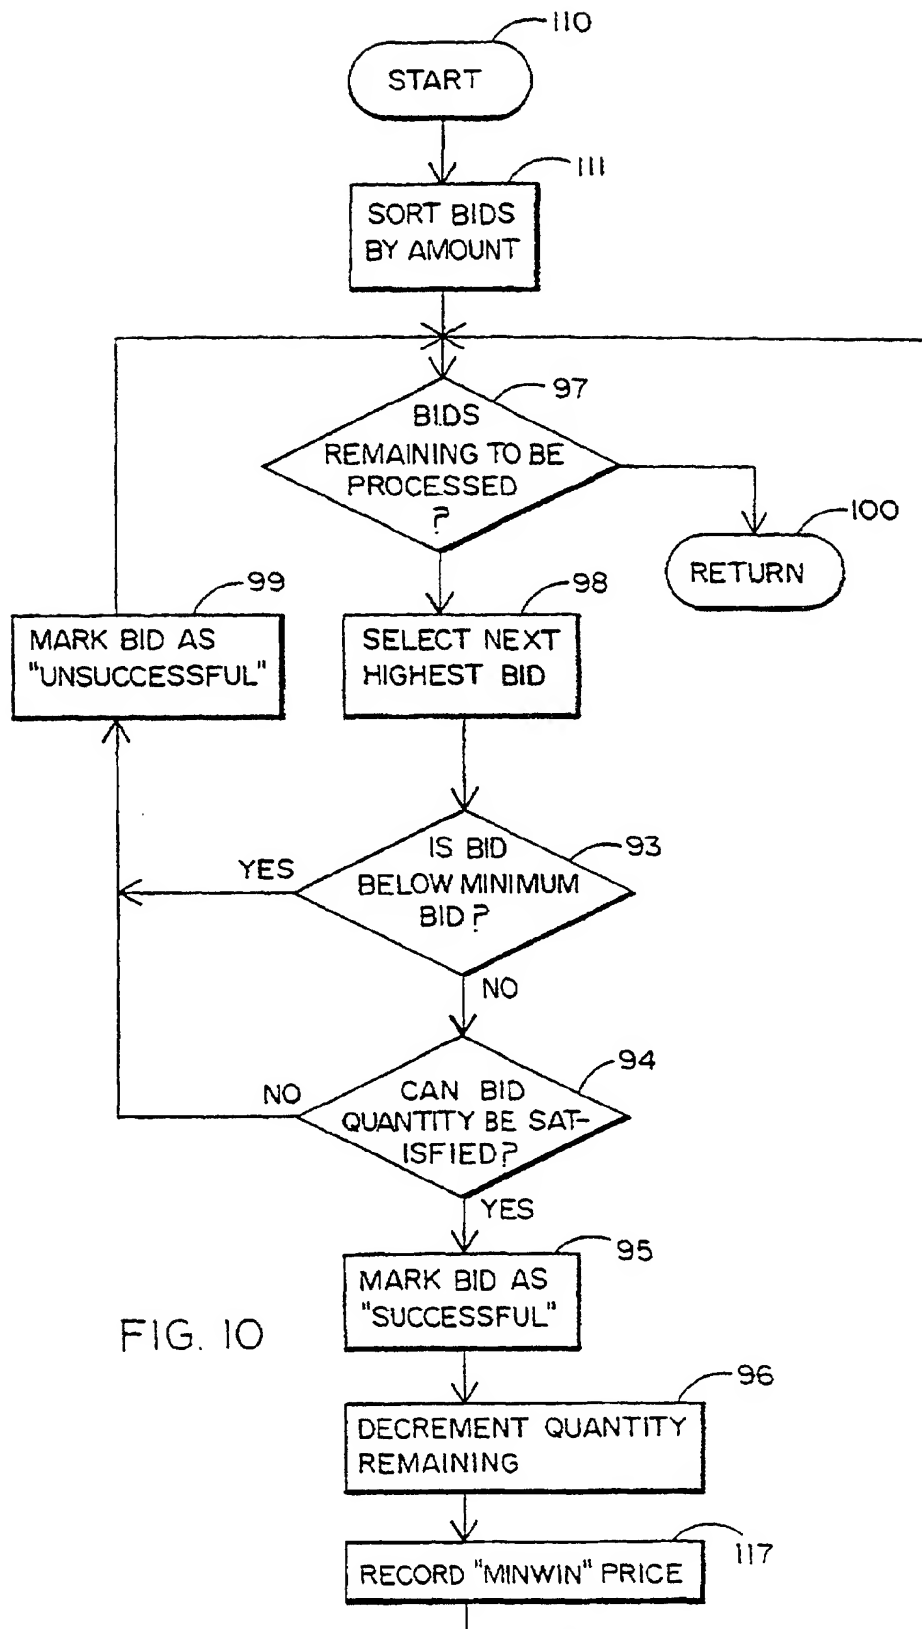 110
START
111
SORT BIDS
BY AMOUNT
97
BIDS
REMAINING TO BE
PROCESSED
?
100
RETURN
99
MARK BID AS
"UNSUCCESSFUL"
98
SELECT NEXT
HIGHEST BID
93
IS BID
BELOW MINIMUM
BID?
YES
NO
94
CAN BID
QUANTITY BE SAT-
ISFIED?
NO
YES
95
MARK BID AS
"SUCCESSFUL"
FIG. 10
96
DECREMENT QUANTITY
REMAINING
117
RECORD "MINWIN" PRICE